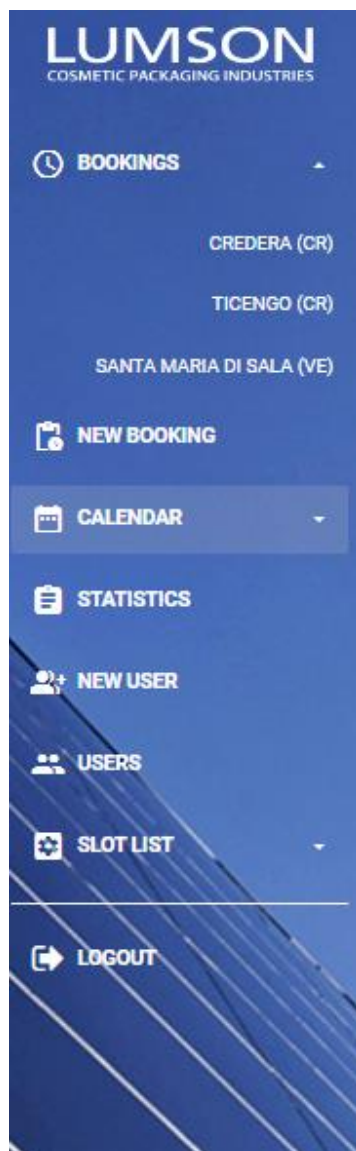 LUMSON
COSMETIC PACKAGING INDUSTRIES
BOOKINGS
CREDERA (CR)
TICENGO (CR)
SANTA MARIA DI SALA (VE)
NEW BOOKING
CALENDAR
STATISTICS
NEW USER
USERS
SLOT LIST
LOGOUT